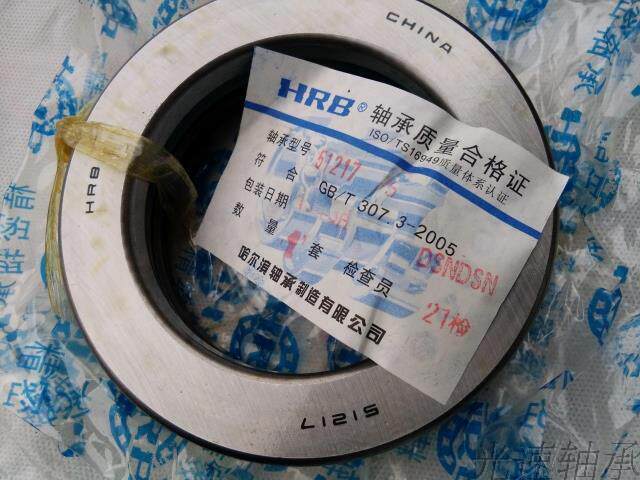 CHINA
HRB
51217
HRB® 轴承质量合格证
ISO/TS16949质量体系认证
轴承型号 51217
符合 GB/T 307.3-2005
包装日期
数量 1 套 检查员 DSNDSN
21检
哈尔滨轴承制造有限公司
光速轴承